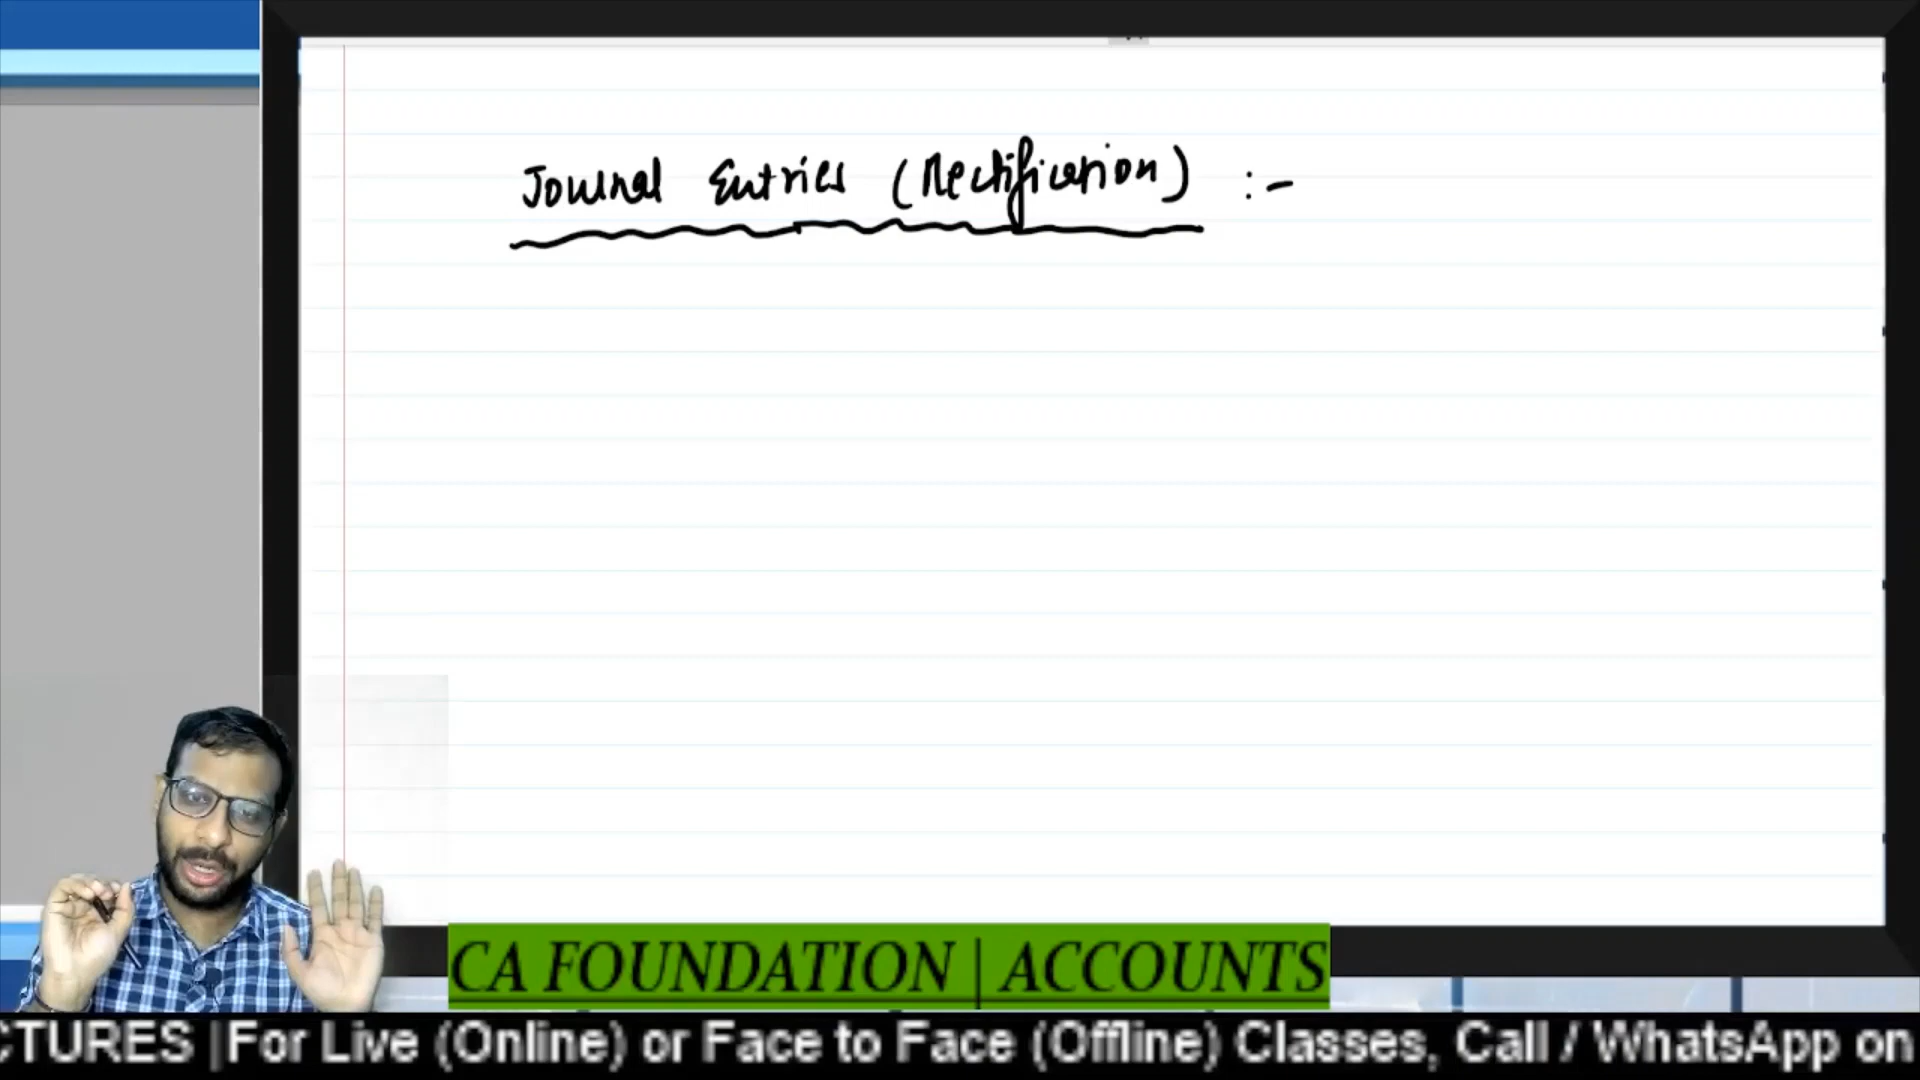 Journal Entries (Rectification) :-
CA FOUNDATION | ACCOUNTS
CTURES | For Live (Online) or Face to Face (Offline) Classes, Call / WhatsApp on